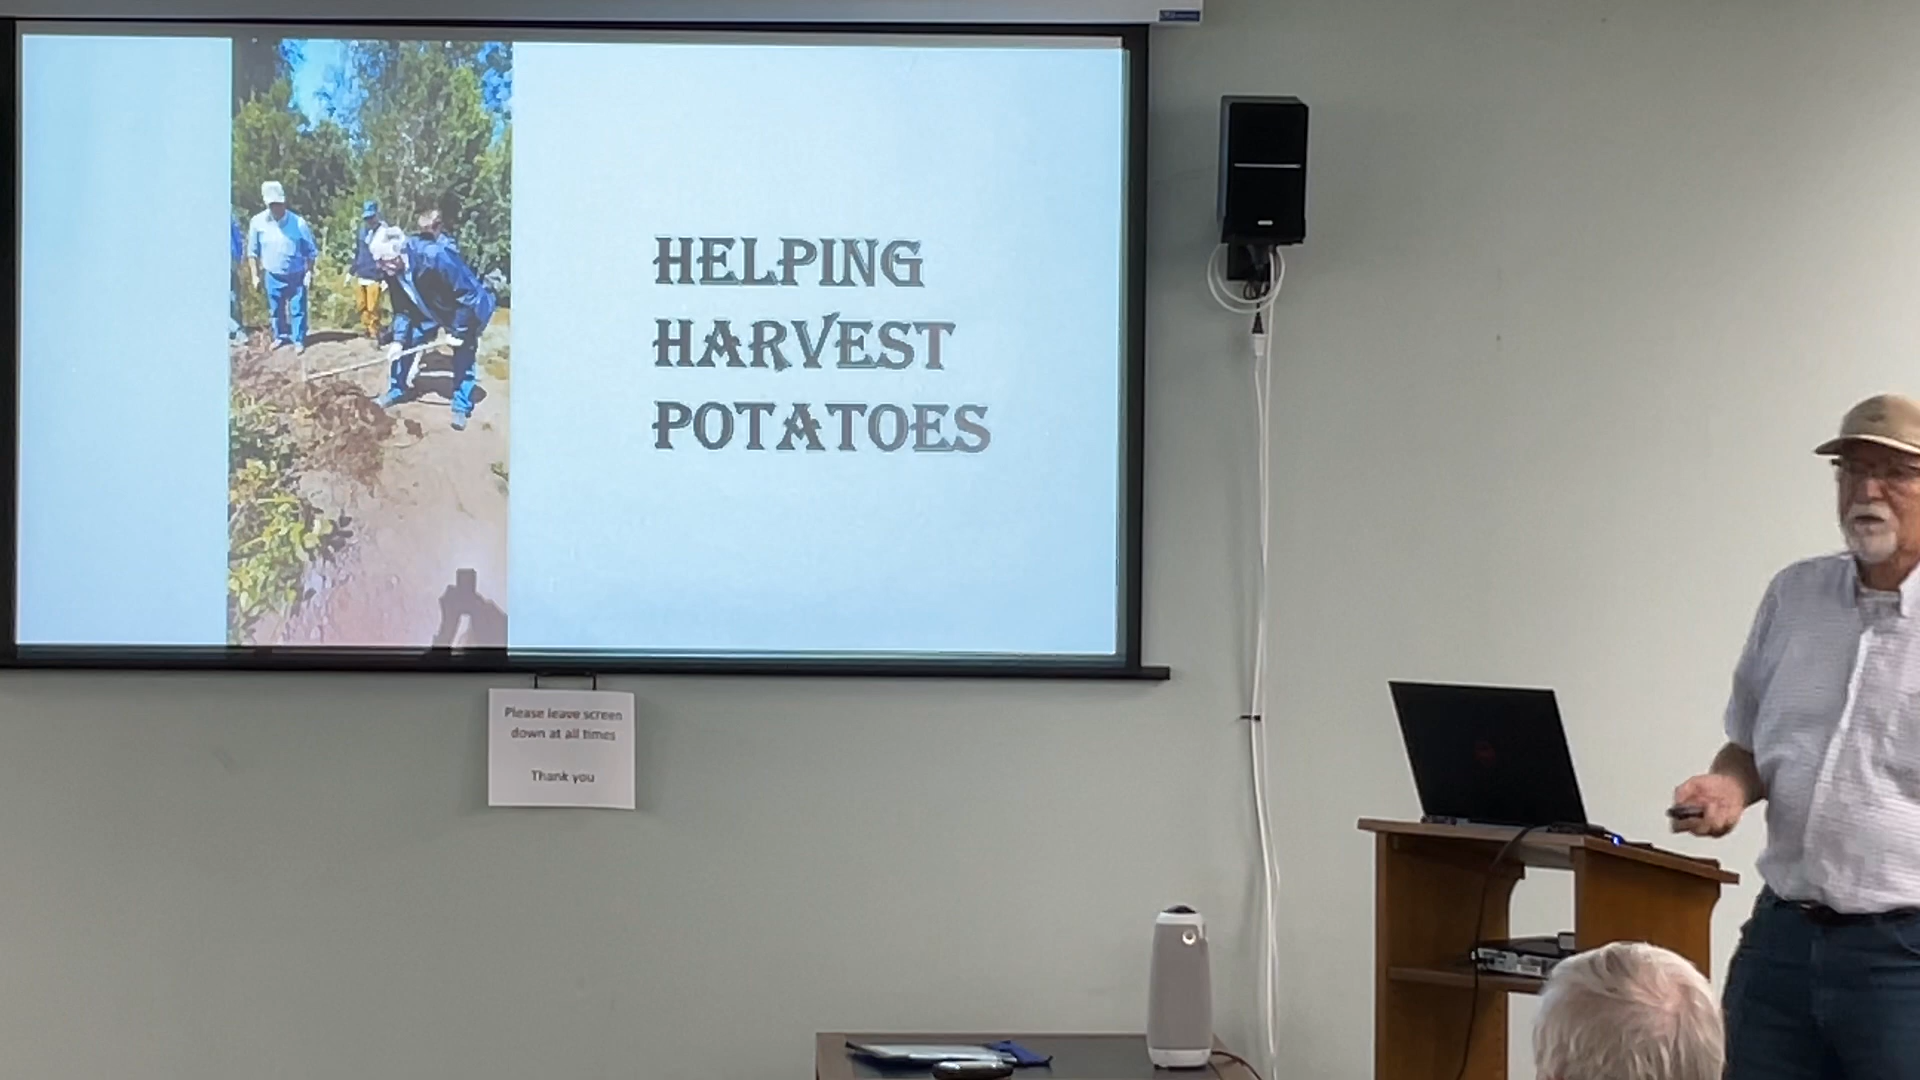 HELPING
HARVEST
POTATOES
Please leave screen
down at all times
Thank you